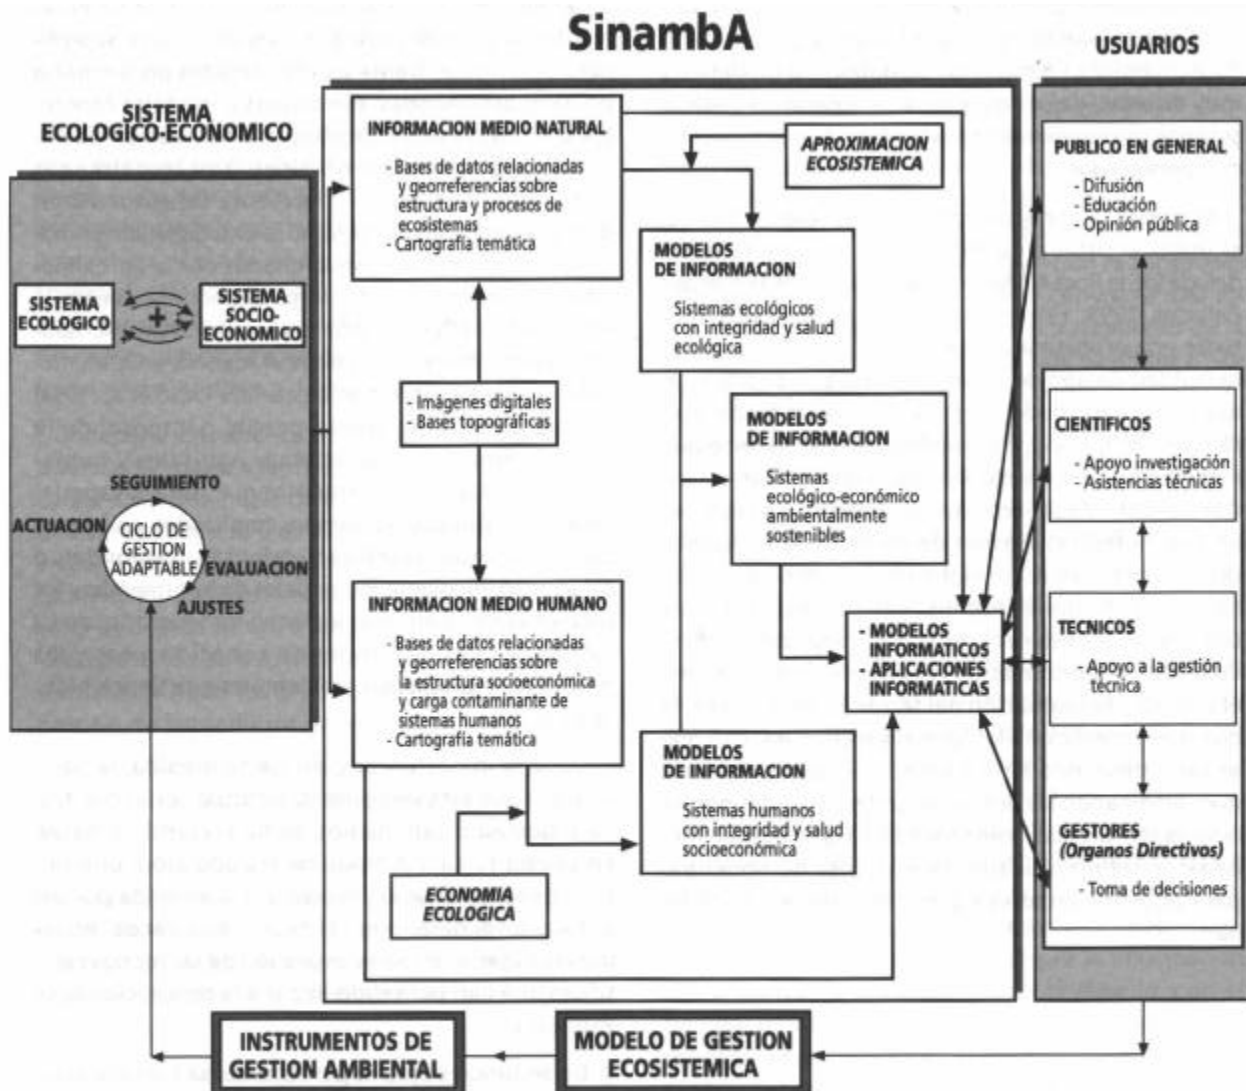 SinambA
USUARIOS
SISTEMA
ECOLOGICO-ECONOMICO
SISTEMA
ECOLOGICO
+
SISTEMA
SOCIO-
ECONOMICO
SEGUIMIENTO
ACTUACION
CICLO DE
GESTION
ADAPTABLE
EVALUACION
AJUSTES
INFORMACION MEDIO NATURAL
- Bases de datos relacionadas
y georreferencias sobre
estructura y procesos de
ecosistemas
- Cartografía temática
APROXIMACION
ECOSISTEMICA
MODELOS
DE INFORMACION
Sistemas ecológicos
con integridad y salud
ecológica
- Imágenes digitales
- Bases topográficas
MODELOS
DE INFORMACION
Sistemas
ecológico-económico
ambientalmente
sostenibles
INFORMACION MEDIO HUMANO
- Bases de datos relacionadas
y georreferencias sobre
la estructura socioeconómica
y carga contaminante de
sistemas humanos
- Cartografía temática
- MODELOS
INFORMATICOS
- APLICACIONES
INFORMATICAS
MODELOS
DE INFORMACION
Sistemas humanos
con integridad y salud
socioeconómica
ECONOMIA
ECOLOGICA
PUBLICO EN GENERAL
- Difusión
- Educación
- Opinión pública
CIENTIFICOS
- Apoyo investigación
- Asistencias técnicas
TECNICOS
- Apoyo a la gestión
técnica
GESTORES
(Organos Directivos)
- Toma de decisiones
INSTRUMENTOS DE
GESTION AMBIENTAL
MODELO DE GESTION
ECOSISTEMICA